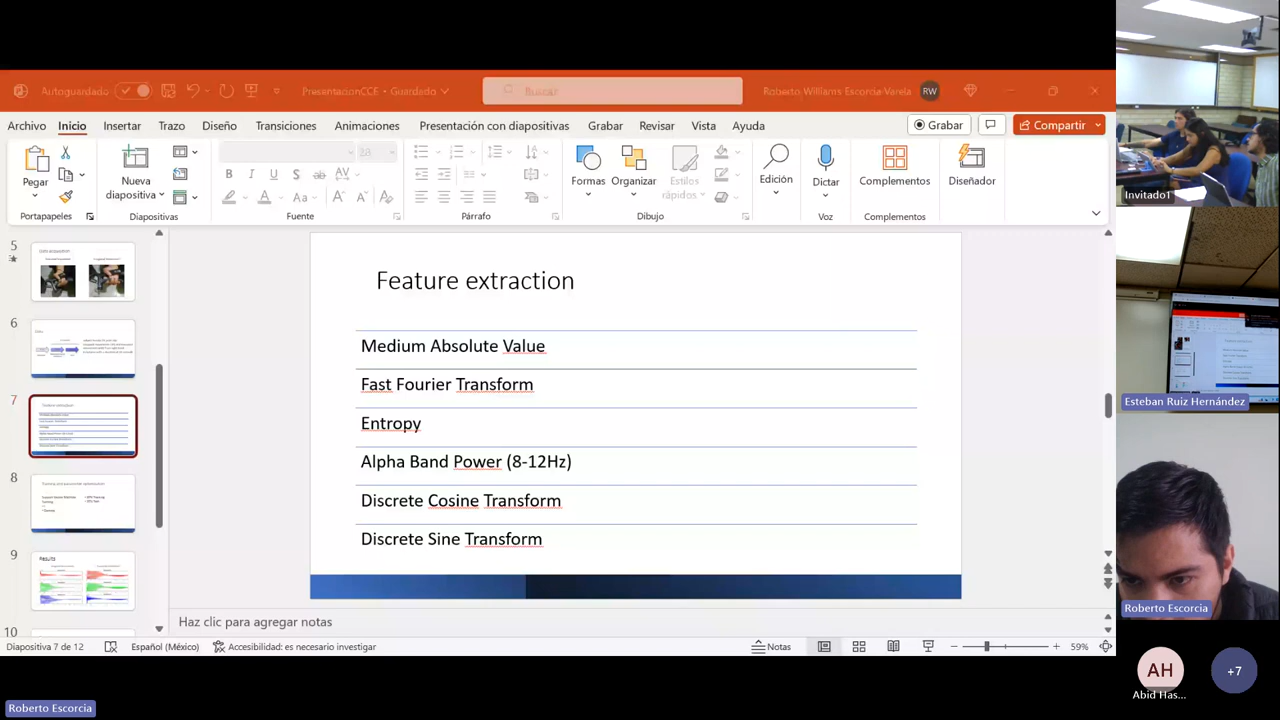 Autoguardado
PresentacionCCE • Guardado
Buscar
Roberto Williams Escorcia Varela
RW
Archivo
Inicio
Insertar
Trazo
Diseño
Transiciones
Animaciones
Presentación con diapositivas
Grabar
Revisar
Vista
Ayuda
Grabar
Compartir
Pegar
Nueva
diapositiva
28
Formas
Organizar
Estilos
rápidos
Edición
Dictar
Complementos
Diseñador
Portapapeles
Diapositivas
Fuente
Párrafo
Dibujo
Voz
Complementos
5
6
7
8
9
Results
10
Feature extraction
Medium Absolute Value
Fast Fourier Transform
Entropy
Alpha Band Power (8-12Hz)
Discrete Cosine Transform
Discrete Sine Transform
Haz clic para agregar notas
Diapositiva 7 de 12
Español (México)
Accesibilidad: es necesario investigar
Notas
59%
Roberto Escorcia
Invitado1
Esteban Ruiz Hernández
Roberto Escorcia
AH
Abid Has...
+7